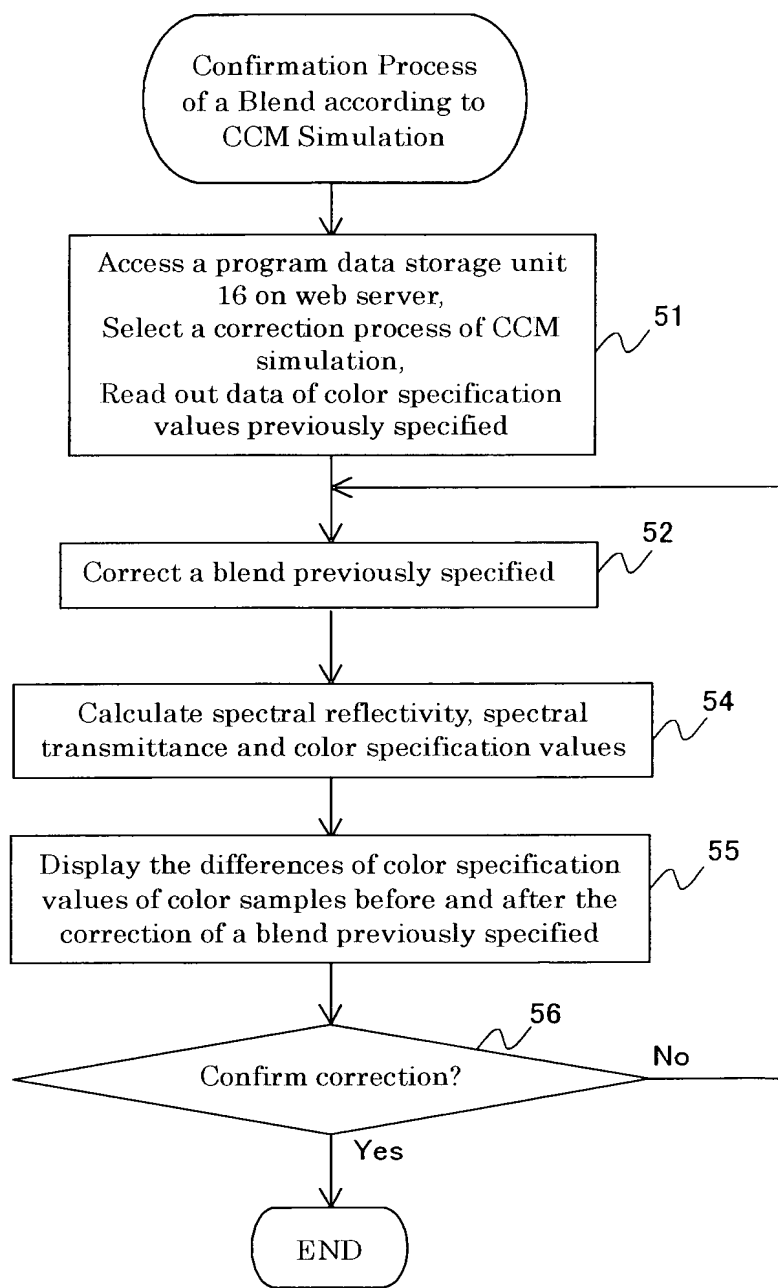 Confirmation Process
of a Blend according to
CCM Simulation
Access a program data storage unit
16 on web server,
Select a correction process of CCM
simulation,
Read out data of color specification
values previously specified
51
52
Correct a blend previously specified
54
Calculate spectral reflectivity, spectral
transmittance and color specification values
55
Display the differences of color specification
values of color samples before and after the
correction of a blend previously specified
56
Confirm correction?
No
Yes
END